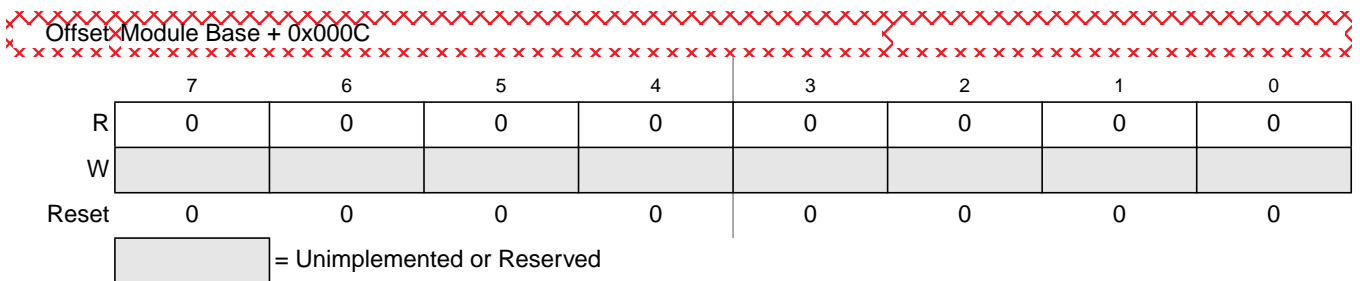 Offset Module Base + 0x000C
7 6 5 4 3 2 1 0
R 0 0 0 0 0 0 0 0
W
Reset 0 0 0 0 0 0 0 0
= Unimplemented or Reserved